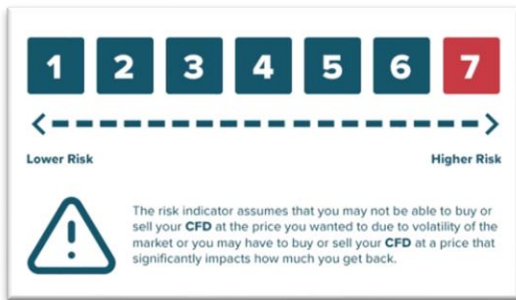 1 2 3 4 5 6 7
Lower Risk Higher Risk
The risk indicator assumes that you may not be able to buy or
sell your CFD at the price you wanted to due to volatility of the
market or you may have to buy or sell your CFD at a price that
significantly impacts how much you get back.